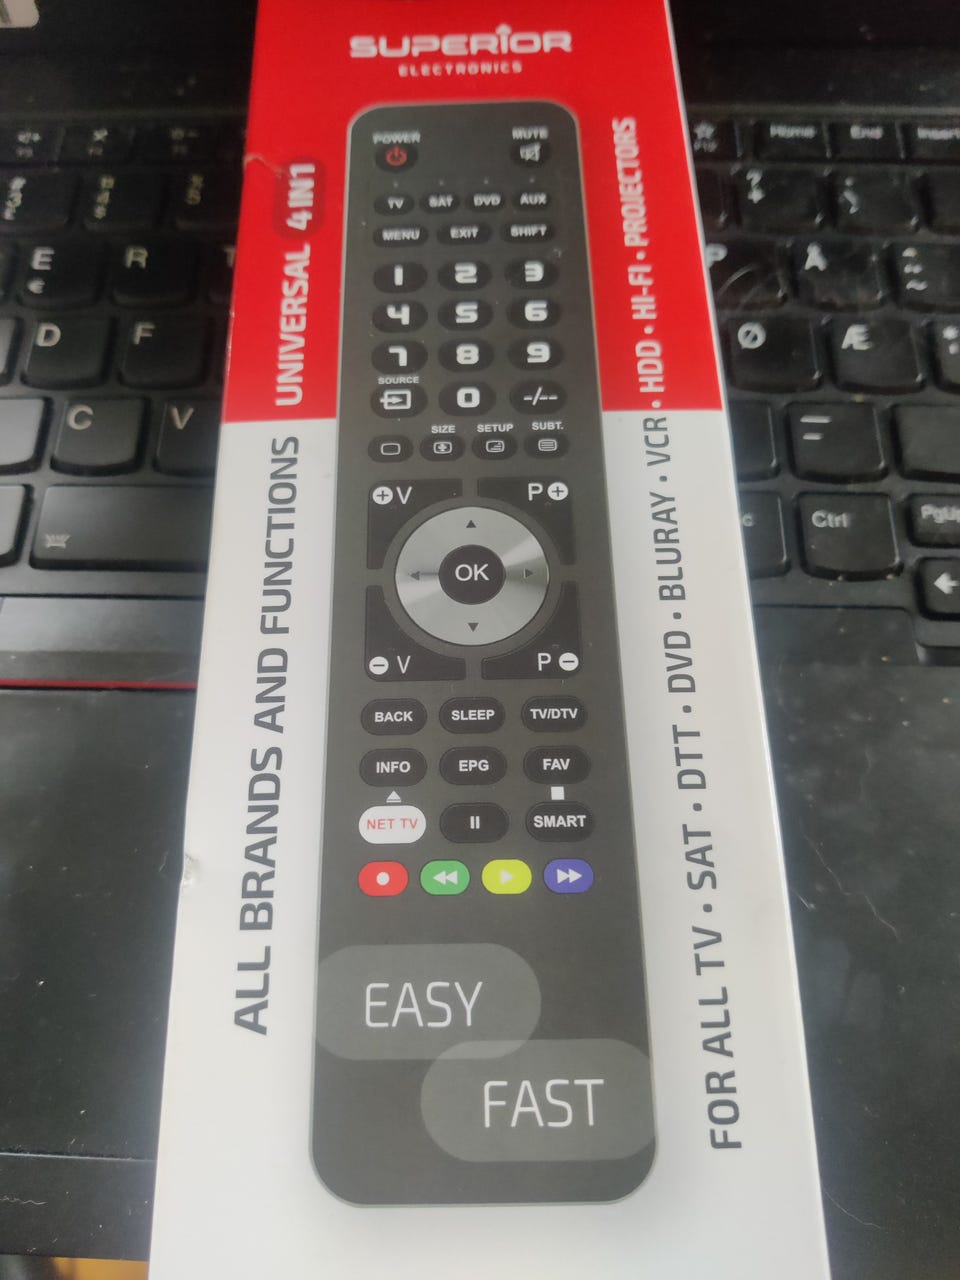 SUPERIOR
ELECTRONICS
UNIVERSAL 4 IN 1
ALL BRANDS AND FUNCTIONS
FOR ALL TV • SAT • DTT • DVD • BLURAY • VCR • HDD • HI-FI • PROJECTORS
POWER MUTE
TV SAT DVD AUX
MENU EXIT SHIFT
1 2 3
4 5 6
7 8 9
SOURCE
0 -/--
SIZE SETUP SUBT.
+ V P +
OK
- V P -
BACK SLEEP TV/DTV
INFO EPG FAV
NET TV SMART
EASY
FAST
Home End Insert
E R T
€
P Å
D F
Ø Æ
C V
Ctrl PgUp